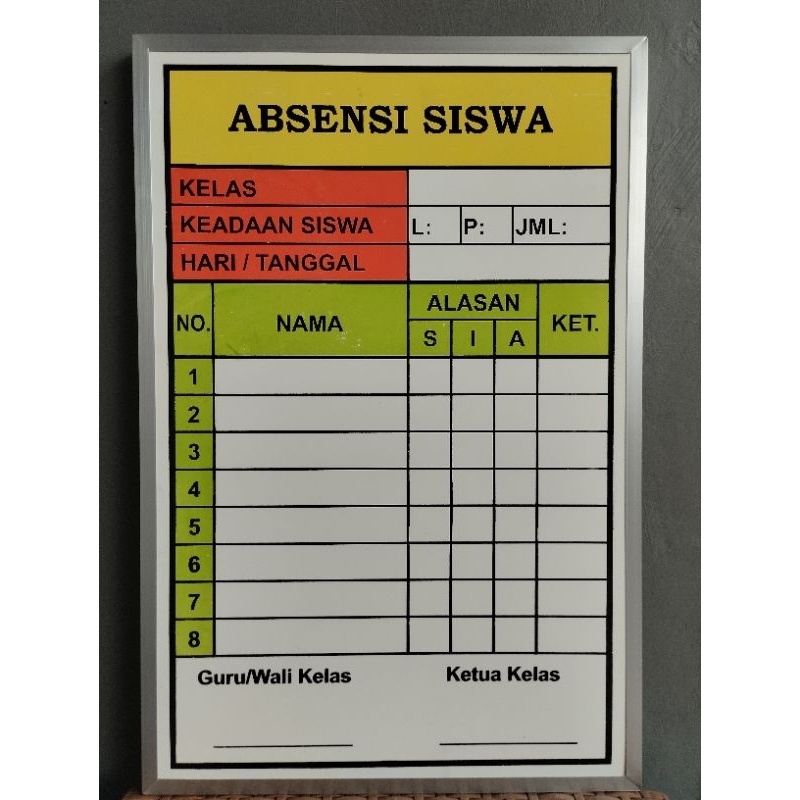 ABSENSI SISWA
KELAS
KEADAAN SISWA L: P: JML:
HARI / TANGGAL
NO. NAMA ALASAN KET.
S I A
1
2
3
4
5
6
7
8
Guru/Wali Kelas Ketua Kelas